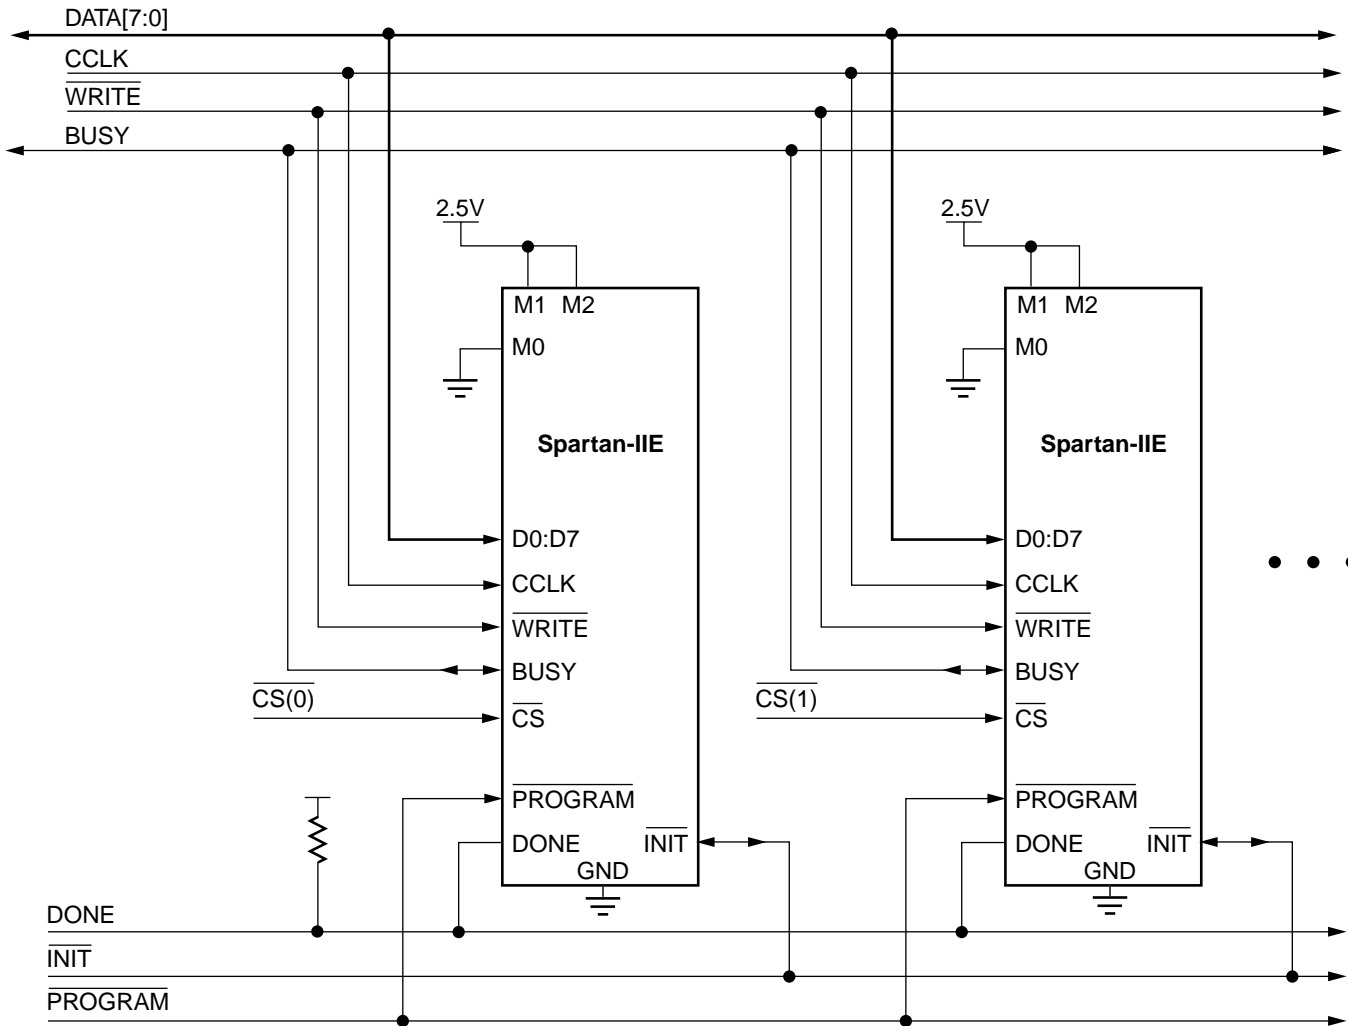 DATA[7:0]
CCLK
WRITE
BUSY
2.5V 2.5V
M1 M2 M1 M2
M0 M0
Spartan-IIE Spartan-IIE
D0:D7 D0:D7
CCLK CCLK
WRITE WRITE
BUSY BUSY
CS(0) CS CS(1) CS
PROGRAM PROGRAM
DONE INIT DONE INIT
GND GND
DONE
INIT
PROGRAM